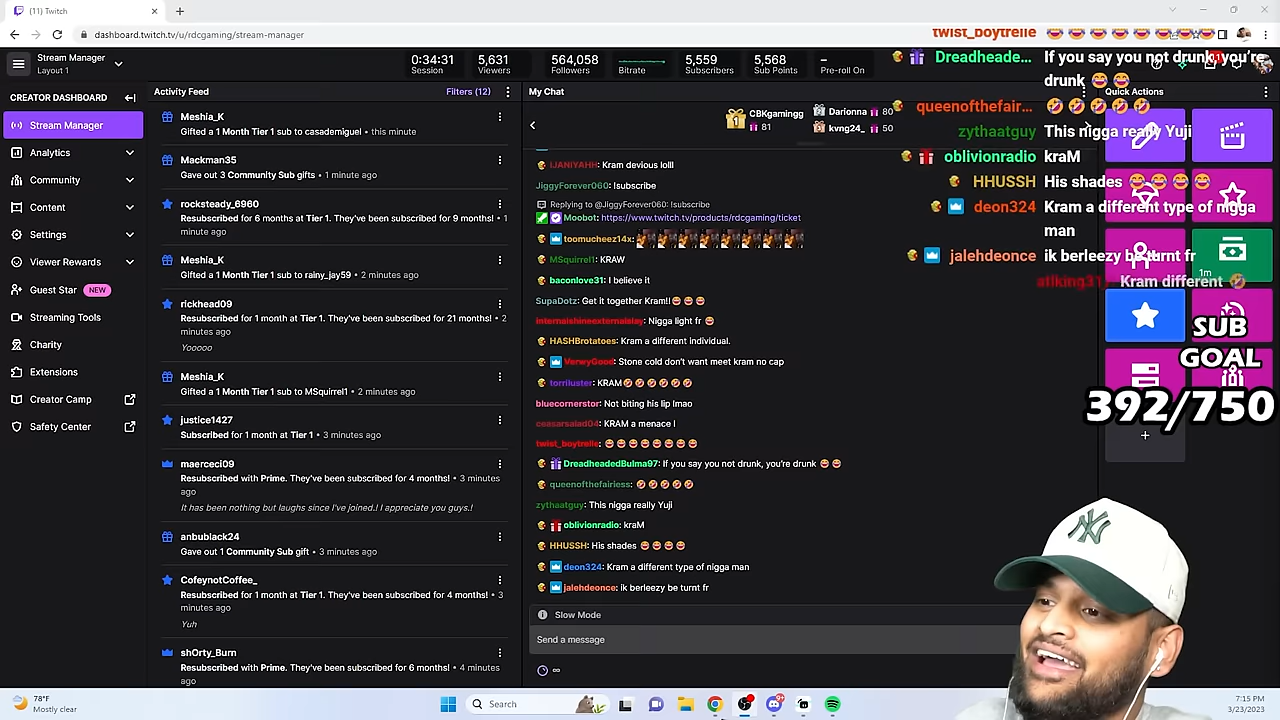 (11) Twitch
dashboard.twitch.tv/u/rdcgaming/stream-manager
Stream Manager
Layout 1
0:34:31
Session
5,631
Viewers
564,058
Followers
Bitrate
5,559
Subscribers
5,568
Sub Points
–
Pre-roll On
CREATOR DASHBOARD
Stream Manager
Analytics
Community
Content
Settings
Viewer Rewards
Guest Star NEW
Streaming Tools
Charity
Extensions
Creator Camp
Safety Center
Activity Feed
Filters (12)
Meshia_K
Gifted a 1 Month Tier 1 sub to casademiguel • this minute
Mackman35
Gave out 3 Community Sub gifts • 1 minute ago
rocksteady_6960
Resubscribed for 6 months at Tier 1. They've been subscribed for 9 months! • 1
minute ago
Meshia_K
Gifted a 1 Month Tier 1 sub to rainy_jay59 • 2 minutes ago
rickhead09
Resubscribed for 1 month at Tier 1. They've been subscribed for 21 months! • 2
minutes ago
Yooooo
Meshia_K
Gifted a 1 Month Tier 1 sub to MSquirrel1 • 2 minutes ago
justice1427
Subscribed for 1 month at Tier 1 • 3 minutes ago
maerceci09
Resubscribed with Prime. They've been subscribed for 4 months! • 3 minutes
ago
It has been nothing but laughs since I've joined.! I appreciate you guys.!
anbublack24
Gave out 1 Community Sub gift • 3 minutes ago
CofeynotCoffee_
Resubscribed for 1 month at Tier 1. They've been subscribed for 4 months! • 3
minutes ago
Yuh
sh0rty_Burn
Resubscribed with Prime. They've been subscribed for 6 months! • 4 minutes
ago
My Chat
1
CBKgamingg
81
Darionna 80
kvng24_ 50
IJANIYAHH: Kram devious lolll
JiggyForever060: !subscribe
Replying to @JiggyForever060: !subscribe
Moobot: https://www.twitch.tv/products/rdcgaming/ticket
toomucheez14x:
MSquirrel1: KRAW
baconlove31: I believe it
SupaDotz: Get it together Kram!! 😂 😂 😂
Nigga light fr 😂
HASHBrotatoes: Kram a different individual.
VerwyGood: Stone cold don't want meet kram no cap
torriluster: KRAM🤣 🤣 🤣 🤣 🤣 🤣
bluecornerstor: Not biting his lip lmao
ceasarsalad04: KRAM a menace !
twist_boytrelle: 😂 😂 😂 😂 😂 😂 😂 😂
DreadheadedBulma97: If you say you not drunk, you're drunk 😂 😂
queenofthefairiess: 🤣 🤣 🤣 🤣 🤣
zythaatguy: This nigga really Yuji
oblivionradio: kraM
HHUSSH: His shades 😂 😂 😂 😂
deon324: Kram a different type of nigga man
jalehdeonce: ik berleezy be turnt fr
Slow Mode
Send a message
twist_boytrelle 😂 😂 😂 😂 😂 😂 😂 😂
Dreadheade... If you say you not drunk, you're
drunk 😂 😂
queenofthefair... 🤣 🤣 🤣 🤣 🤣
zythaatguy This nigga really Yuji
oblivionradio kraM
HHUSSH His shades 😂 😂 😂 😂
deon324 Kram a different type of nigga
man
jalehdeonce ik berleezy be turnt fr
atlking317 Kram different 🤣
Quick Actions
1m
SUB
GOAL
392/750
78°F
Mostly clear
Search
7:15 PM
3/23/2023